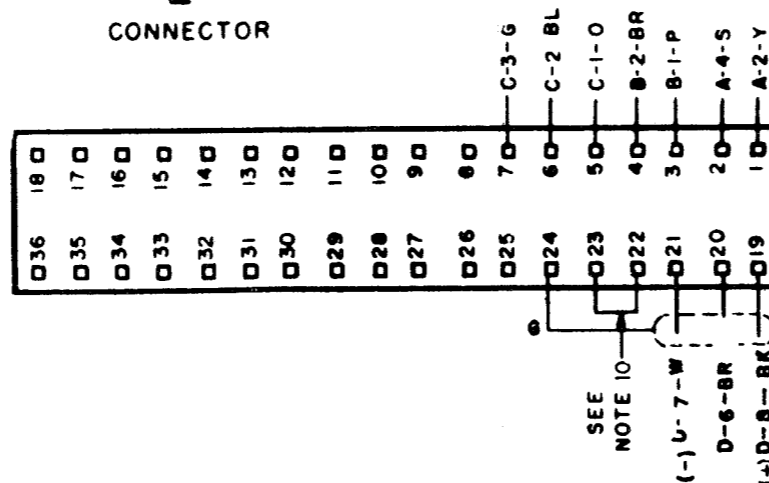 CONNECTOR
C-3-G
C-2 BL
C-1-O
B-2-BR
B-1-P
A-4-S
A-2-Y
18 17 16 15 14 13 12 11 10 9 8 7 6 5 4 3 2 1
36 35 34 33 32 31 30 29 28 27 26 25 24 23 22 21 20 19
SEE
NOTE 10
(-) D-7-W
D-6-BR
(+) D-8-BK